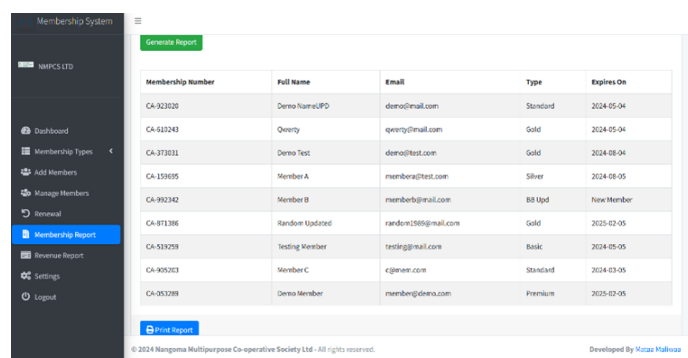 Membership System
NMPCS LTD
Dashboard
Membership Types
Add Members
Manage Members
Renewal
Membership Report
Revenue Report
Settings
Logout
Generate Report
Membership Number Full Name Email Type Expires On
CA-923020 Demo NameUPD demo@mail.com Standard 2024-05-04
CA-610243 Qwerty qwerty@mail.com Gold 2024-05-04
CA-373031 Demo Test demo@test.com Gold 2024-08-04
CA-159695 Member A membera@test.com Silver 2024-08-05
CA-992342 Member B memberb@mail.com BB Upd New Member
CA-871386 Random Updated random1989@mail.com Gold 2025-02-05
CA-519259 Testing Member testing@mail.com Basic 2024-05-05
CA-905203 Member C c@mem.com Standard 2024-03-05
CA-053289 Demo Member member@demo.com Premium 2025-02-05
Print Report
© 2024 Nangoma Multipurpose Co-operative Society Ltd - All rights reserved. Developed By Mataa